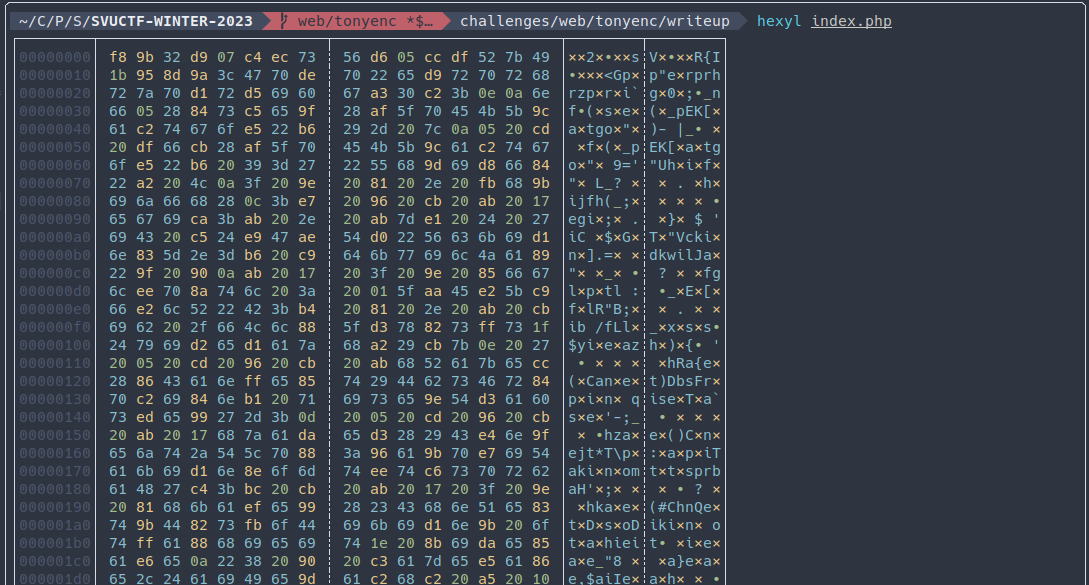 ~/C/P/S/SVUCTF-WINTER-2023 web/tonyenc *$… challenges/web/tonyenc/writeup hexyl index.php
00000000 f8 9b 32 d9 07 c4 ec 73 56 d6 05 cc df 52 7b 49 ××2×•××s V×•××R{I
00000010 1b 95 8d 9a 3c 47 70 de 70 22 65 d9 72 70 72 68 •×××<Gp× p"e×rprh
00000020 72 7a 70 d1 72 d5 69 60 67 a3 30 c2 3b 0e 0a 6e rzp×r×i` g×0×;•_n
00000030 66 05 28 84 73 c5 65 9f 28 af 5f 70 45 4b 5b 9c f•(×s×e× (×_pEK[×
00000040 61 c2 74 67 6f e5 22 b6 29 2d 20 7c 0a 05 20 cd a×tgo×"× )- |_• ×
00000050 20 df 66 cb 28 af 5f 70 45 4b 5b 9c 61 c2 74 67  ×f×(×_p EK[×a×tg
00000060 6f e5 22 b6 20 39 3d 27 22 55 68 9d 69 d8 66 84 o×"× 9=' "Uh×i×f×
00000070 22 a2 20 4c 0a 3f 20 9e 20 81 20 2e 20 fb 68 9b "× L_? ×  × . ×h×
00000080 69 6a 66 68 28 0c 3b e7 20 96 20 cb 20 ab 20 17 ijfh(_;×  × × × •
00000090 65 67 69 ca 3b ab 20 2e 20 ab 7d e1 20 24 20 27 egi×;× .  ×}× $ '
000000a0 69 43 20 c5 24 e9 47 ae 54 d0 22 56 63 6b 69 d1 iC ×$×G× T×"Vcki×
000000b0 6e 83 5d 2e 3d b6 20 c9 64 6b 77 69 6c 4a 61 89 n×].=× × dkwilJa×
000000c0 22 9f 20 90 0a ab 20 17 20 3f 20 9e 20 85 66 67 "× ×_× •  ? × ×fg
000000d0 6c ee 70 8a 74 6c 20 3a 20 01 5f aa 45 e2 5b c9 l×p×tl :  •_×E×[×
000000e0 66 e2 6c 52 22 42 3b b4 20 81 20 2e 20 ab 20 cb f×lR"B;×  × . × ×
000000f0 69 62 20 2f 66 4c 6c 88 5f d3 78 82 73 ff 73 1f ib /fLl× _×x×s×s•
00000100 24 79 69 d2 65 d1 61 7a 68 a2 29 cb 7b 0e 20 27 $yi×e×az h×)×{• '
00000110 20 05 20 cd 20 96 20 cb 20 ab 68 52 61 7b 65 cc  • × × ×  ×hRa{e×
00000120 28 86 43 61 6e ff 65 85 74 29 44 62 73 46 72 84 (×Can×e× t)DbsFr×
00000130 70 c2 69 84 6e b1 20 71 69 73 65 9e 54 d3 61 60 p×i×n× q ise×T×a`
00000140 73 ed 65 99 27 2d 3b 0d 20 05 20 cd 20 96 20 cb s×e×'-;_  • × × ×
00000150 20 ab 20 17 68 7a 61 da 65 d3 28 29 43 e4 6e 9f  × •hza× e×()C×n×
00000160 65 6a 74 2a 54 5c 70 88 3a 96 61 9b 70 e7 69 54 ejt*T\p× :×a×p×iT
00000170 61 6b 69 d1 6e 8e 6f 6d 74 ee 74 c6 73 70 72 62 aki×n×om t×t×sprb
00000180 61 48 27 c4 3b bc 20 cb 20 ab 20 17 20 3f 20 9e aH'×;× ×  × • ? ×
00000190 20 81 68 6b 61 ef 65 99 28 23 43 68 6e 51 65 83  ×hka×e× (#ChnQe×
000001a0 74 9b 44 82 73 fb 6f 44 69 6b 69 d1 6e 9b 20 6f t×D×s×oD iki×n× o
000001b0 74 ff 61 88 68 69 65 69 74 1e 20 8b 69 da 65 85 t×a×hiei t• ×i×e×
000001c0 61 e6 65 0a 22 38 20 90 20 c3 61 7d 65 e5 61 86 a×e_"8 ×  ×a}e×a×
000001d0 65 2c 24 61 69 49 65 9d 61 c2 68 c2 20 a5 20 10 e,$aiIe× a×h× × •